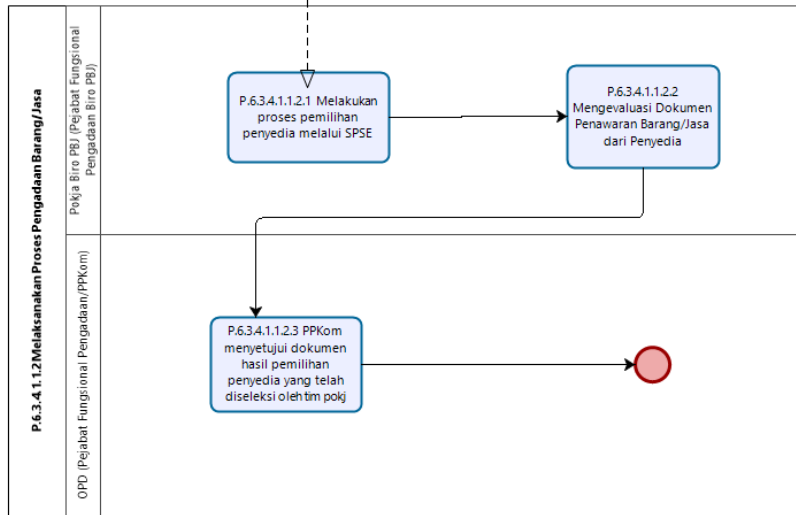 P.6.3.4.1.1.2 Melaksanakan Proses Pengadaan Barang/Jasa
Pokja Biro PBJ (Pejabat Fungsional
Pengadaan Biro PBJ)
P.6.3.4.1.1.2.1 Melakukan
proses pemilihan
penyedia melalui SPSE
P.6.3.4.1.1.2.2
Mengevaluasi Dokumen
Penawaran Barang/Jasa
dari Penyedia
OPD (Pejabat Fungsional Pengadaan/PPKom)
P.6.3.4.1.1.2.3 PPKom
menyetujui dokumen
hasil pemilihan
penyedia yang telah
diseleksi oleh tim pokj